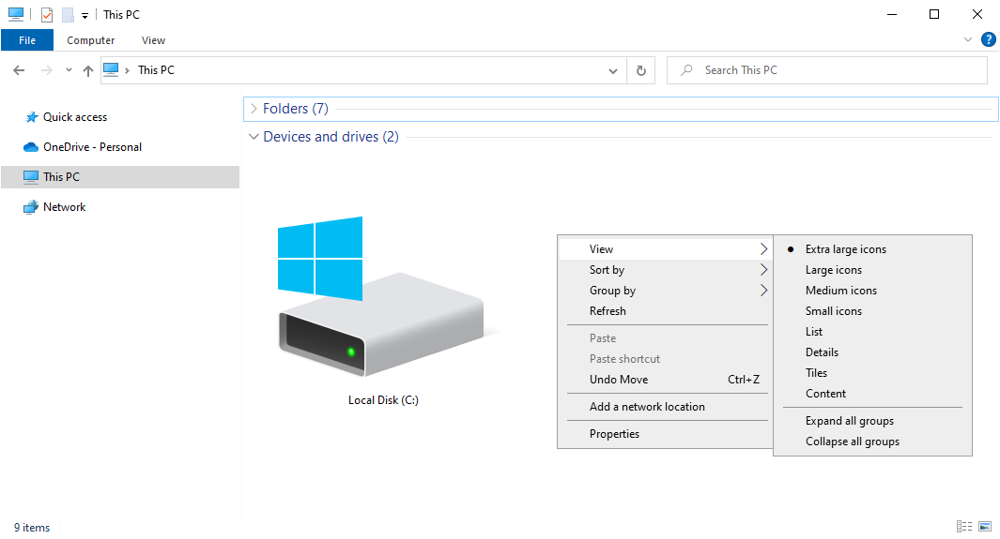 This PC
File Computer View
This PC
Search This PC
Quick access
OneDrive - Personal
This PC
Network
Folders (7)
Devices and drives (2)
Local Disk (C:)
View
Sort by
Group by
Refresh
Paste
Paste shortcut
Undo Move Ctrl+Z
Add a network location
Properties
Extra large icons
Large icons
Medium icons
Small icons
List
Details
Tiles
Content
Expand all groups
Collapse all groups
9 items